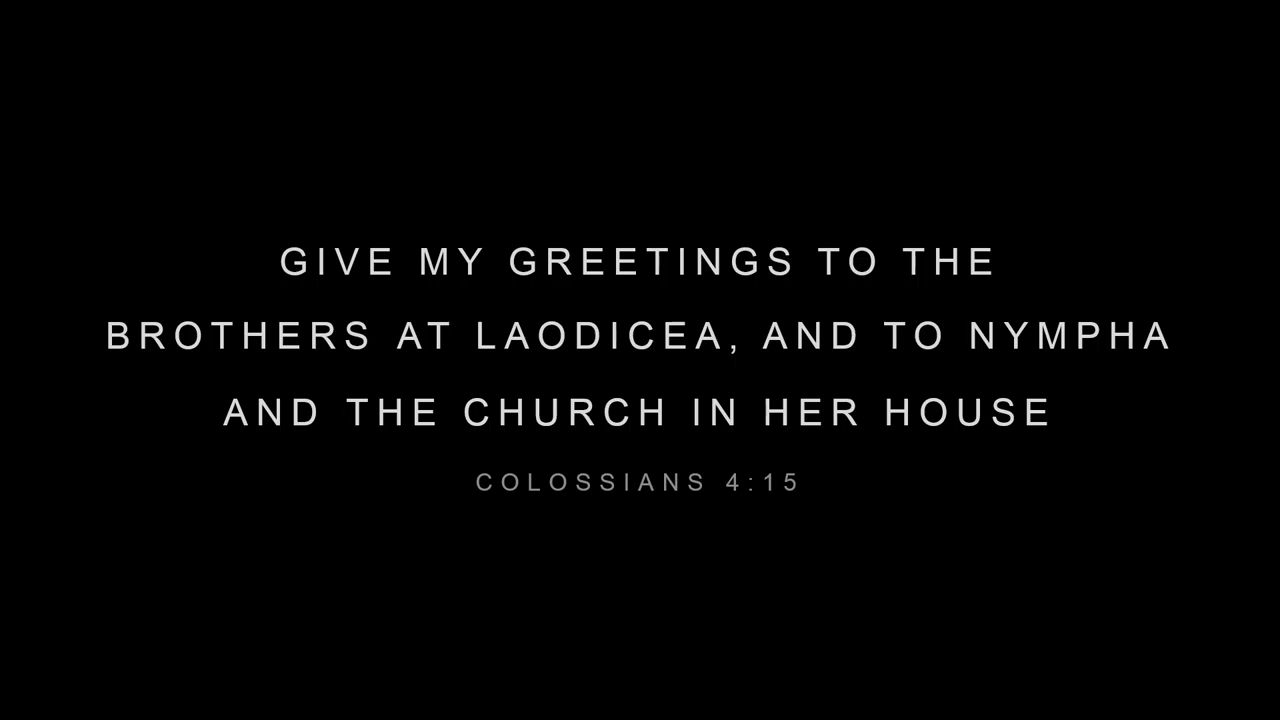 GIVE MY GREETINGS TO THE
BROTHERS AT LAODICEA, AND TO NYMPHA
AND THE CHURCH IN HER HOUSE
COLOSSIANS 4:15